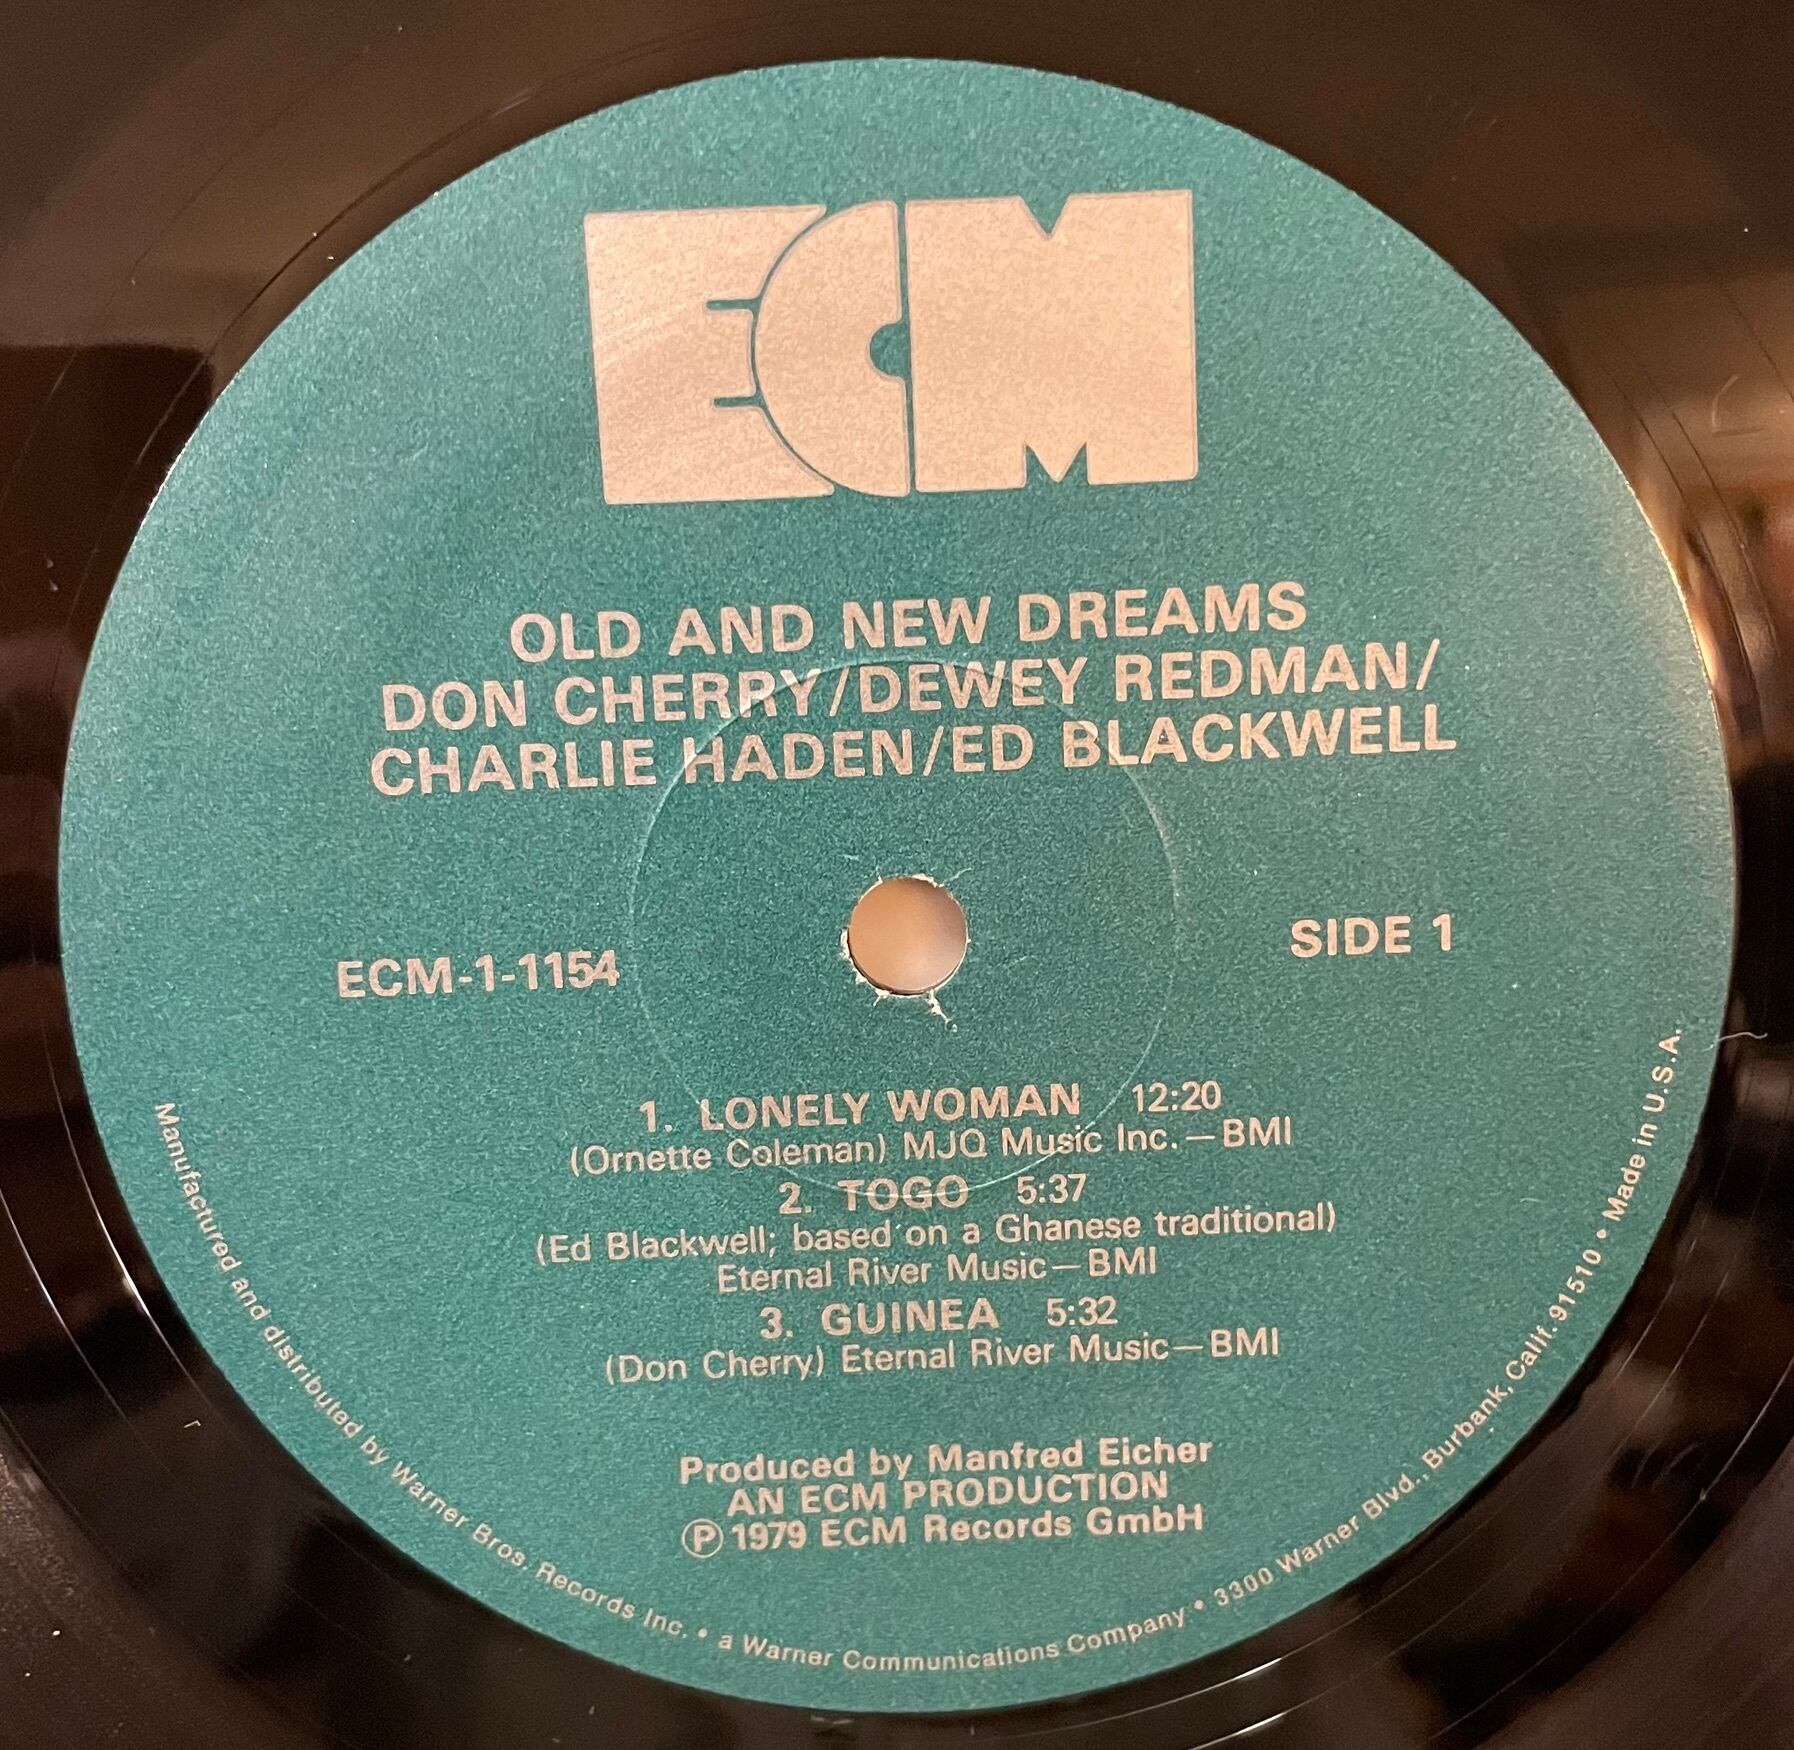 ECM
OLD AND NEW DREAMS
DON CHERRY/DEWEY REDMAN/
CHARLIE HADEN/ED BLACKWELL
ECM-1-1154
SIDE 1
1. LONELY WOMAN 12:20
(Ornette Coleman) MJQ Music Inc.—BMI
2. TOGO 5:37
(Ed Blackwell; based on a Ghanese traditional)
Eternal River Music—BMI
3. GUINEA 5:32
(Don Cherry) Eternal River Music—BMI
Produced by Manfred Eicher
AN ECM PRODUCTION
Ⓟ 1979 ECM Records GmbH
Manufactured and distributed by Warner Bros. Records Inc. • a Warner Communications Company • 3300 Warner Blvd., Burbank, Calif. 91510 • Made in U.S.A.